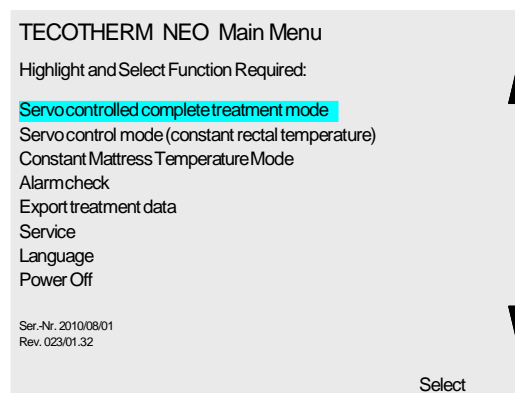 TECOTHERM NEO Main Menu
Highlight and Select Function Required:
Servo controlled complete treatment mode
Servo control mode (constant rectal temperature)
Constant Mattress Temperature Mode
Alarm check
Export treatment data
Service
Language
Power Off
Ser.-Nr. 2010/08/01
Rev. 023/01.32
Select